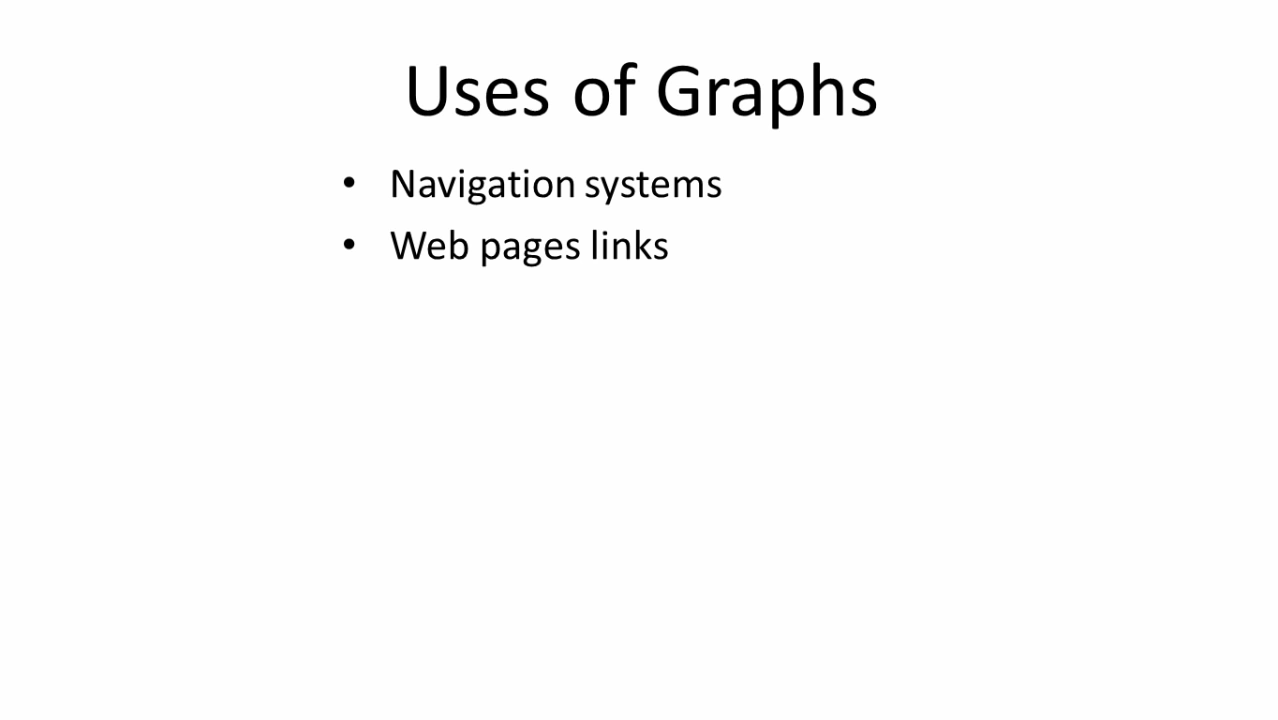 Uses of Graphs
• Navigation systems
• Web pages links